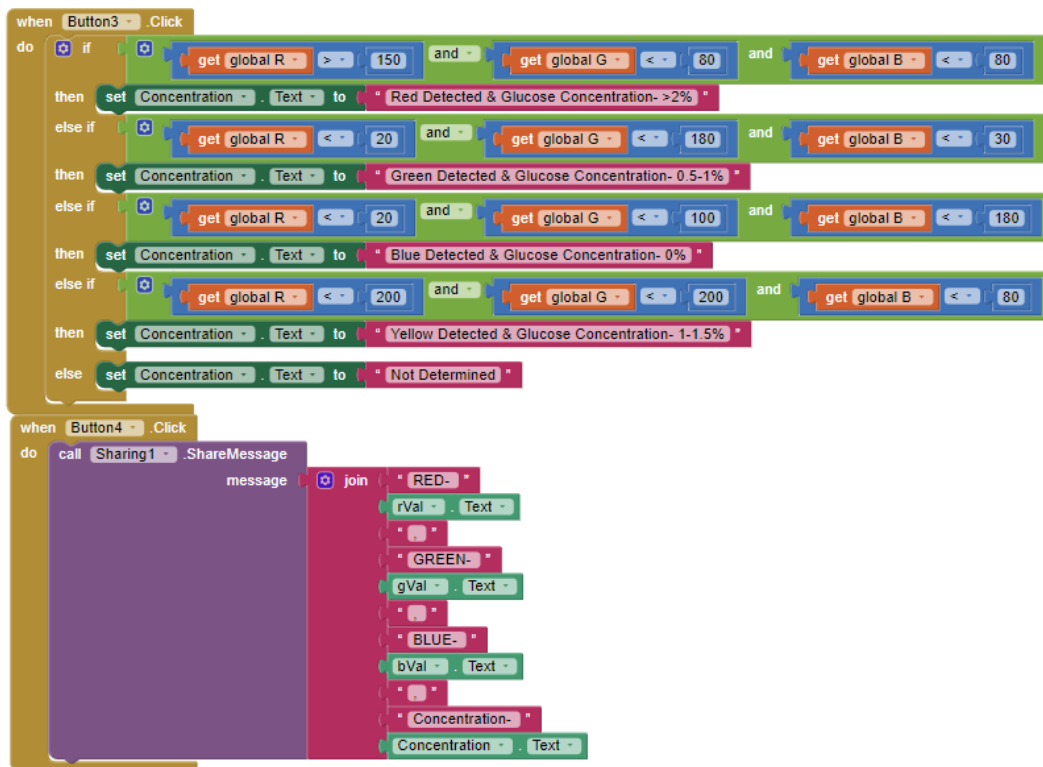 when Button3 .Click
do if get global R > 150 and get global G < 80 and get global B < 80
then set Concentration . Text to " Red Detected & Glucose Concentration- >2% "
else if get global R < 20 and get global G < 180 and get global B < 30
then set Concentration . Text to " Green Detected & Glucose Concentration- 0.5-1% "
else if get global R < 20 and get global G < 100 and get global B < 180
then set Concentration . Text to " Blue Detected & Glucose Concentration- 0% "
else if get global R < 200 and get global G < 200 and get global B < 80
then set Concentration . Text to " Yellow Detected & Glucose Concentration- 1-1.5% "
else set Concentration . Text to " Not Determined "
when Button4 .Click
do call Sharing1 .ShareMessage
message join " RED- "
rVal . Text
" , "
" GREEN- "
gVal . Text
" , "
" BLUE- "
bVal . Text
" , "
" Concentration- "
Concentration . Text